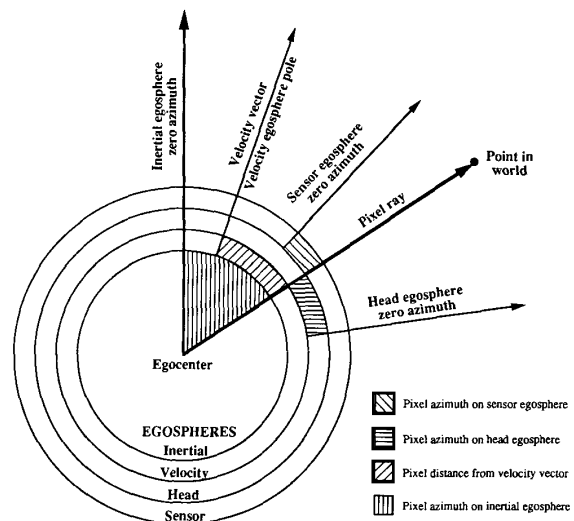 Inertial egosphere
zero azimuth
Velocity vector
Velocity egosphere pole
Sensor egosphere
zero azimuth
Pixel ray
Point in
world
Head egosphere
zero azimuth
Egocenter
EGOSPHERES
Inertial
Velocity
Head
Sensor
Pixel azimuth on sensor egosphere
Pixel azimuth on head egosphere
Pixel distance from velocity vector
Pixel azimuth on inertial egosphere